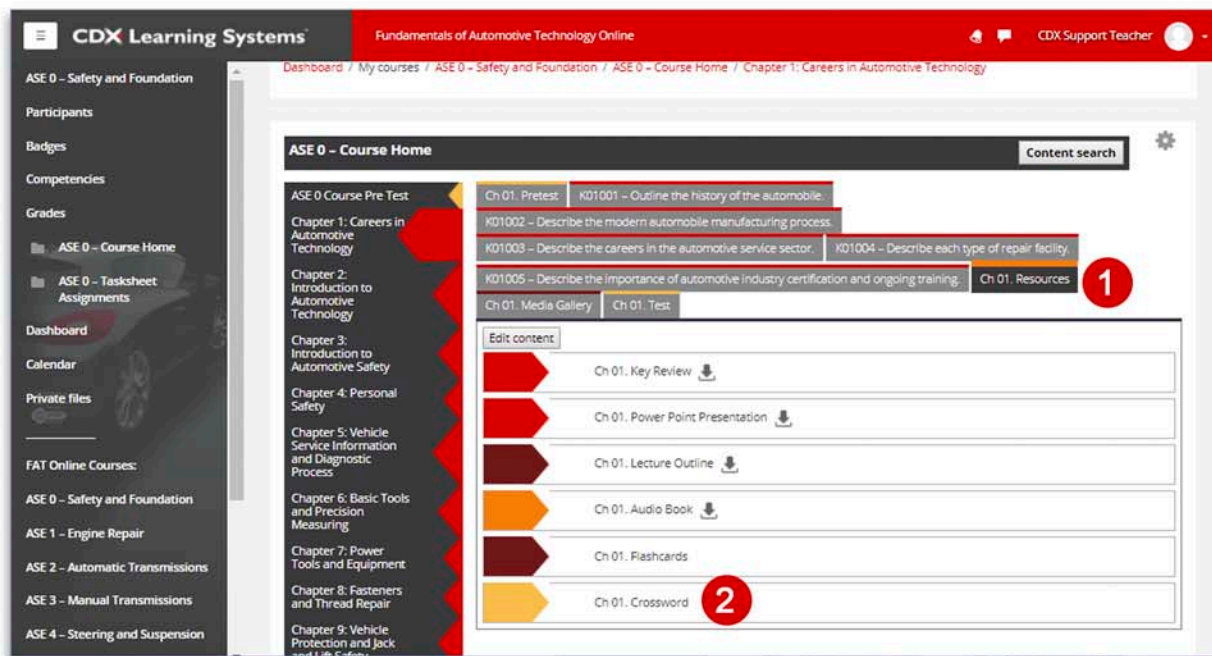 CDX Learning Systems
Fundamentals of Automotive Technology Online
CDX Support Teacher
ASE 0 – Safety and Foundation
Participants
Badges
Competencies
Grades
ASE 0 – Course Home
ASE 0 – Tasksheet
Assignments
Dashboard
Calendar
Private files
FAT Online Courses:
ASE 0 – Safety and Foundation
ASE 1 – Engine Repair
ASE 2 – Automatic Transmissions
ASE 3 – Manual Transmissions
ASE 4 – Steering and Suspension
Dashboard / My courses / ASE 0 – Safety and Foundation / ASE 0 – Course Home / Chapter 1: Careers in Automotive Technology
ASE 0 – Course Home
Content search
ASE 0 Course Pre Test
Chapter 1: Careers in
Automotive
Technology
Chapter 2:
Introduction to
Automotive
Technology
Chapter 3:
Introduction to
Automotive Safety
Chapter 4: Personal
Safety
Chapter 5: Vehicle
Service Information
and Diagnostic
Process
Chapter 6: Basic Tools
and Precision
Measuring
Chapter 7: Power
Tools and Equipment
Chapter 8: Fasteners
and Thread Repair
Chapter 9: Vehicle
Protection and Jack
and Lift Safety
Ch 01. Pretest K01001 – Outline the history of the automobile.
K01002 – Describe the modern automobile manufacturing process.
K01003 – Describe the careers in the automotive service sector. K01004 – Describe each type of repair facility.
K01005 – Describe the importance of automotive industry certification and ongoing training. Ch 01. Resources 1
Ch 01. Media Gallery Ch 01. Test
Edit content
Ch 01. Key Review
Ch 01. Power Point Presentation
Ch 01. Lecture Outline
Ch 01. Audio Book
Ch 01. Flashcards
Ch 01. Crossword 2